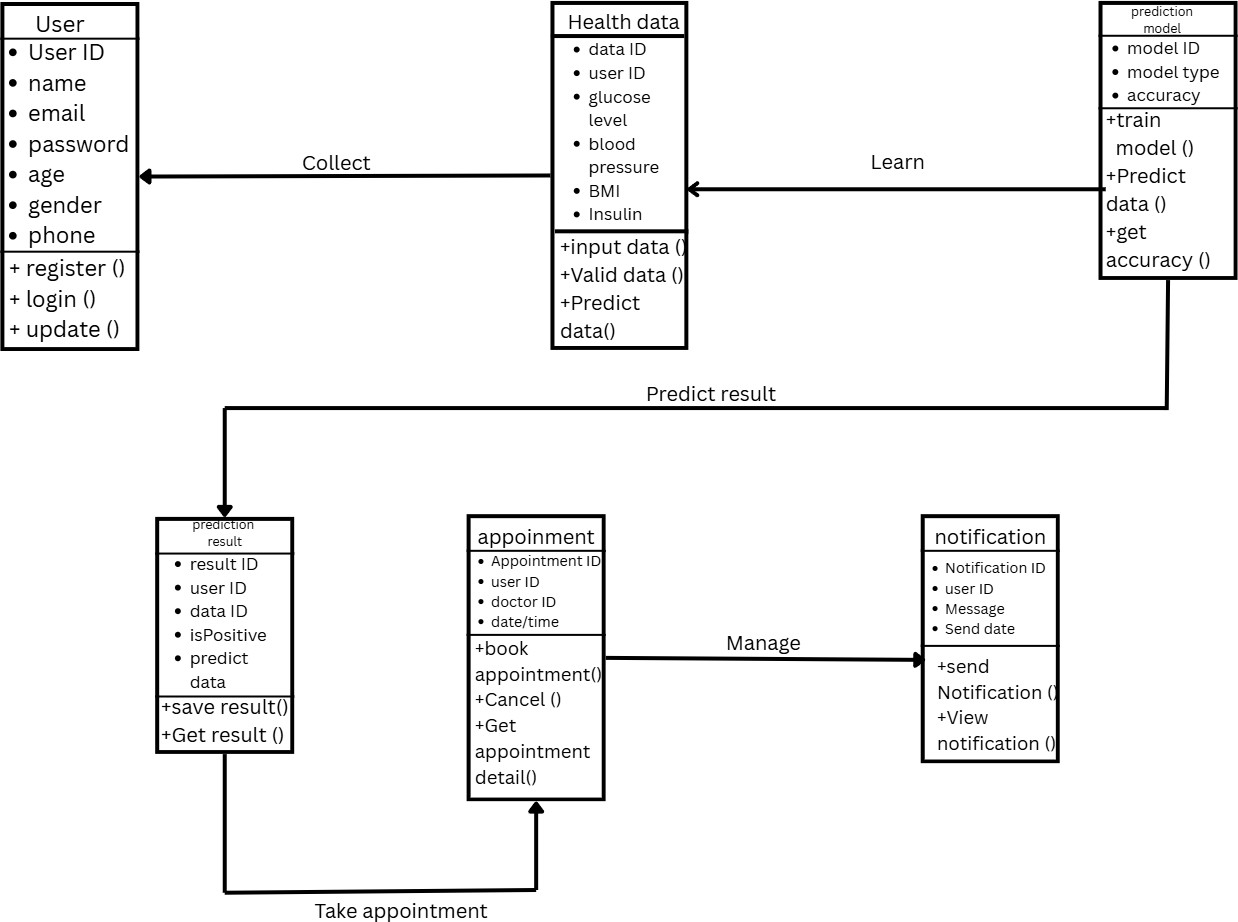 User
• User ID
• name
• email
• password
• age
• gender
• phone
+ register ()
+ login ()
+ update ()
Collect
Health data
• data ID
• user ID
• glucose
level
• blood
pressure
• BMI
• Insulin
+input data ()
+Valid data ()
+Predict
data()
Learn
prediction
model
• model ID
• model type
• accuracy
+train
model ()
+Predict
data ()
+get
accuracy ()
Predict result
prediction
result
• result ID
• user ID
• data ID
• isPositive
• predict
data
+save result()
+Get result ()
Take appointment
appoinment
• Appointment ID
• user ID
• doctor ID
• date/time
+book
appointment()
+Cancel ()
+Get
appointment
detail()
Manage
notification
• Notification ID
• user ID
• Message
• Send date
+send
Notification ()
+View
notification ()